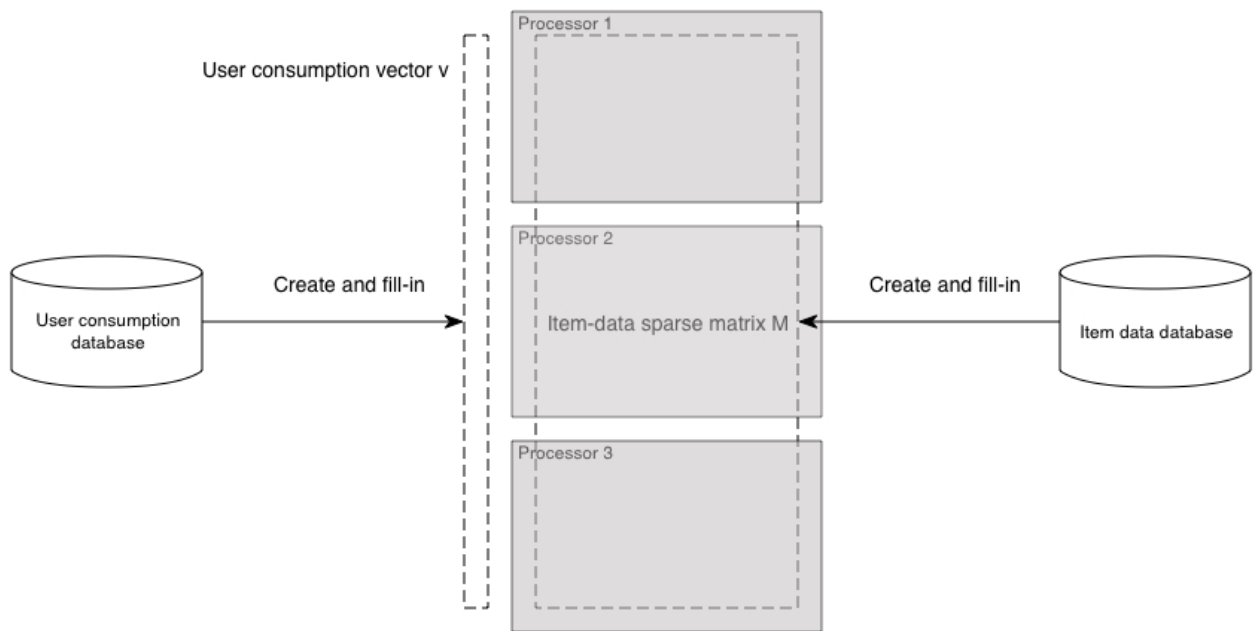 Processor 1
User consumption vector v
Processor 2
Create and fill-in
Create and fill-in
User consumption
database
Item-data sparse matrix M
Item data database
Processor 3